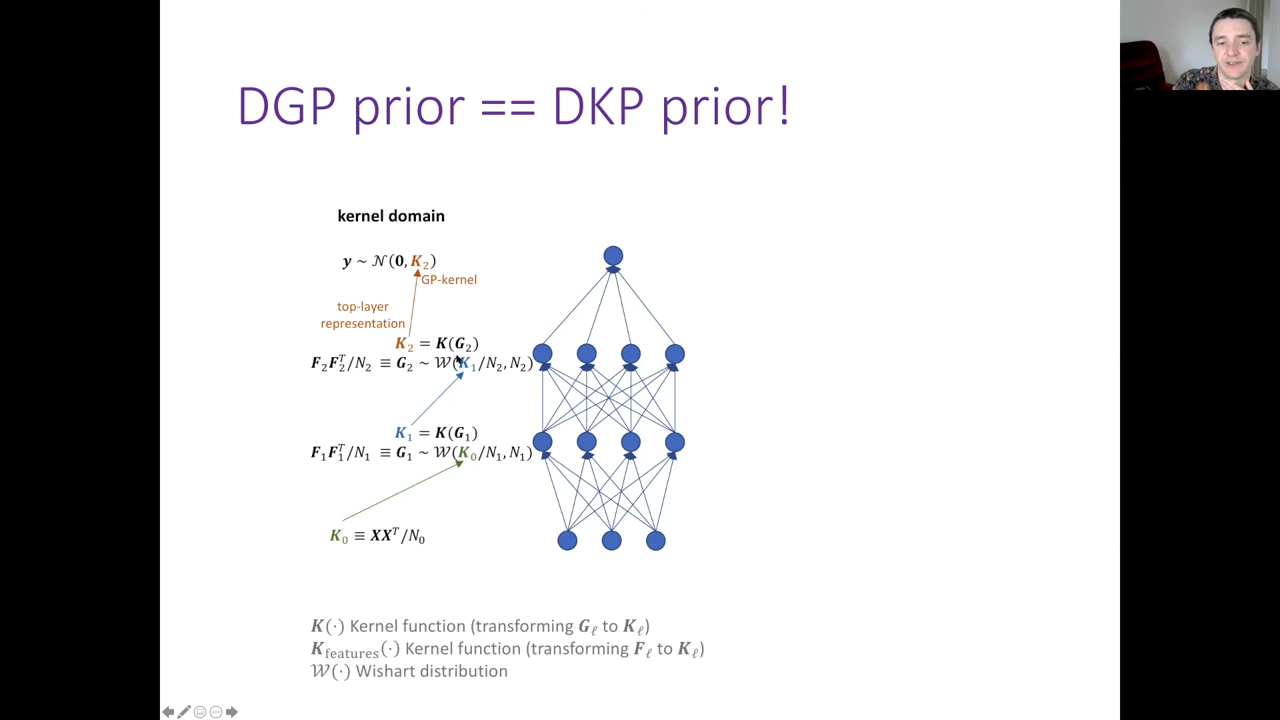 DGP prior == DKP prior!
kernel domain
y ~ 𝒩(0, K₂)
GP-kernel
top-layer
representation
K₂ = K(G₂)
F₂F₂ᵀ/N₂ ≡ G₂ ~ 𝒲(K₁/N₂, N₂)
K₁ = K(G₁)
F₁F₁ᵀ/N₁ ≡ G₁ ~ 𝒲(K₀/N₁, N₁)
K₀ ≡ XXᵀ/N₀
K(·) Kernel function (transforming G_ℓ to K_ℓ)
K_features(·) Kernel function (transforming F_ℓ to K_ℓ)
𝒲(·) Wishart distribution